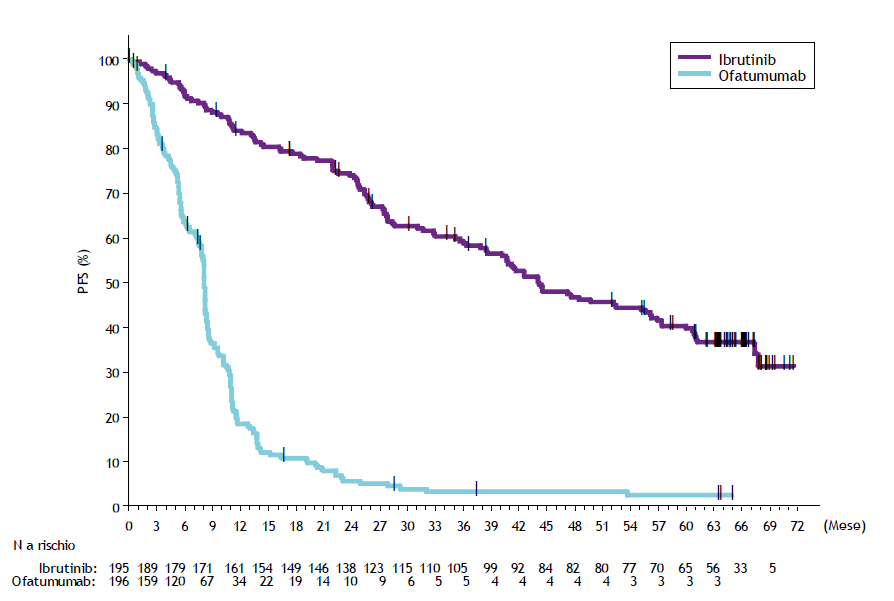 Ibrutinib
Ofatumumab
PFS (%)
100
90
80
70
60
50
40
30
20
10
0
0 3 6 9 12 15 18 21 24 27 30 33 36 39 42 45 48 51 54 57 60 63 66 69 72 (Mese)
N a rischio
Ibrutinib: 195 189 179 171 161 154 149 146 138 123 115 110 105 99 92 84 82 80 77 70 65 56 33 5
Ofatumumab: 196 159 120 67 34 22 19 14 10 9 6 5 5 4 4 4 4 4 3 3 3 3